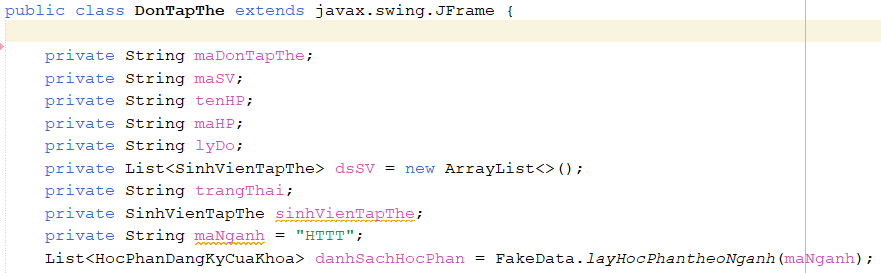 public class DonTapThe extends javax.swing.JFrame {
private String maDonTapThe;
private String maSV;
private String tenHP;
private String maHP;
private String lyDo;
private List<SinhVienTapThe> dsSV = new ArrayList<>();
private String trangThai;
private SinhVienTapThe sinhVienTapThe;
private String maNganh = "HTTT";
List<HocPhanDangKyCuaKhoa> danhSachHocPhan = FakeData.layHocPhantheoNganh(maNganh);